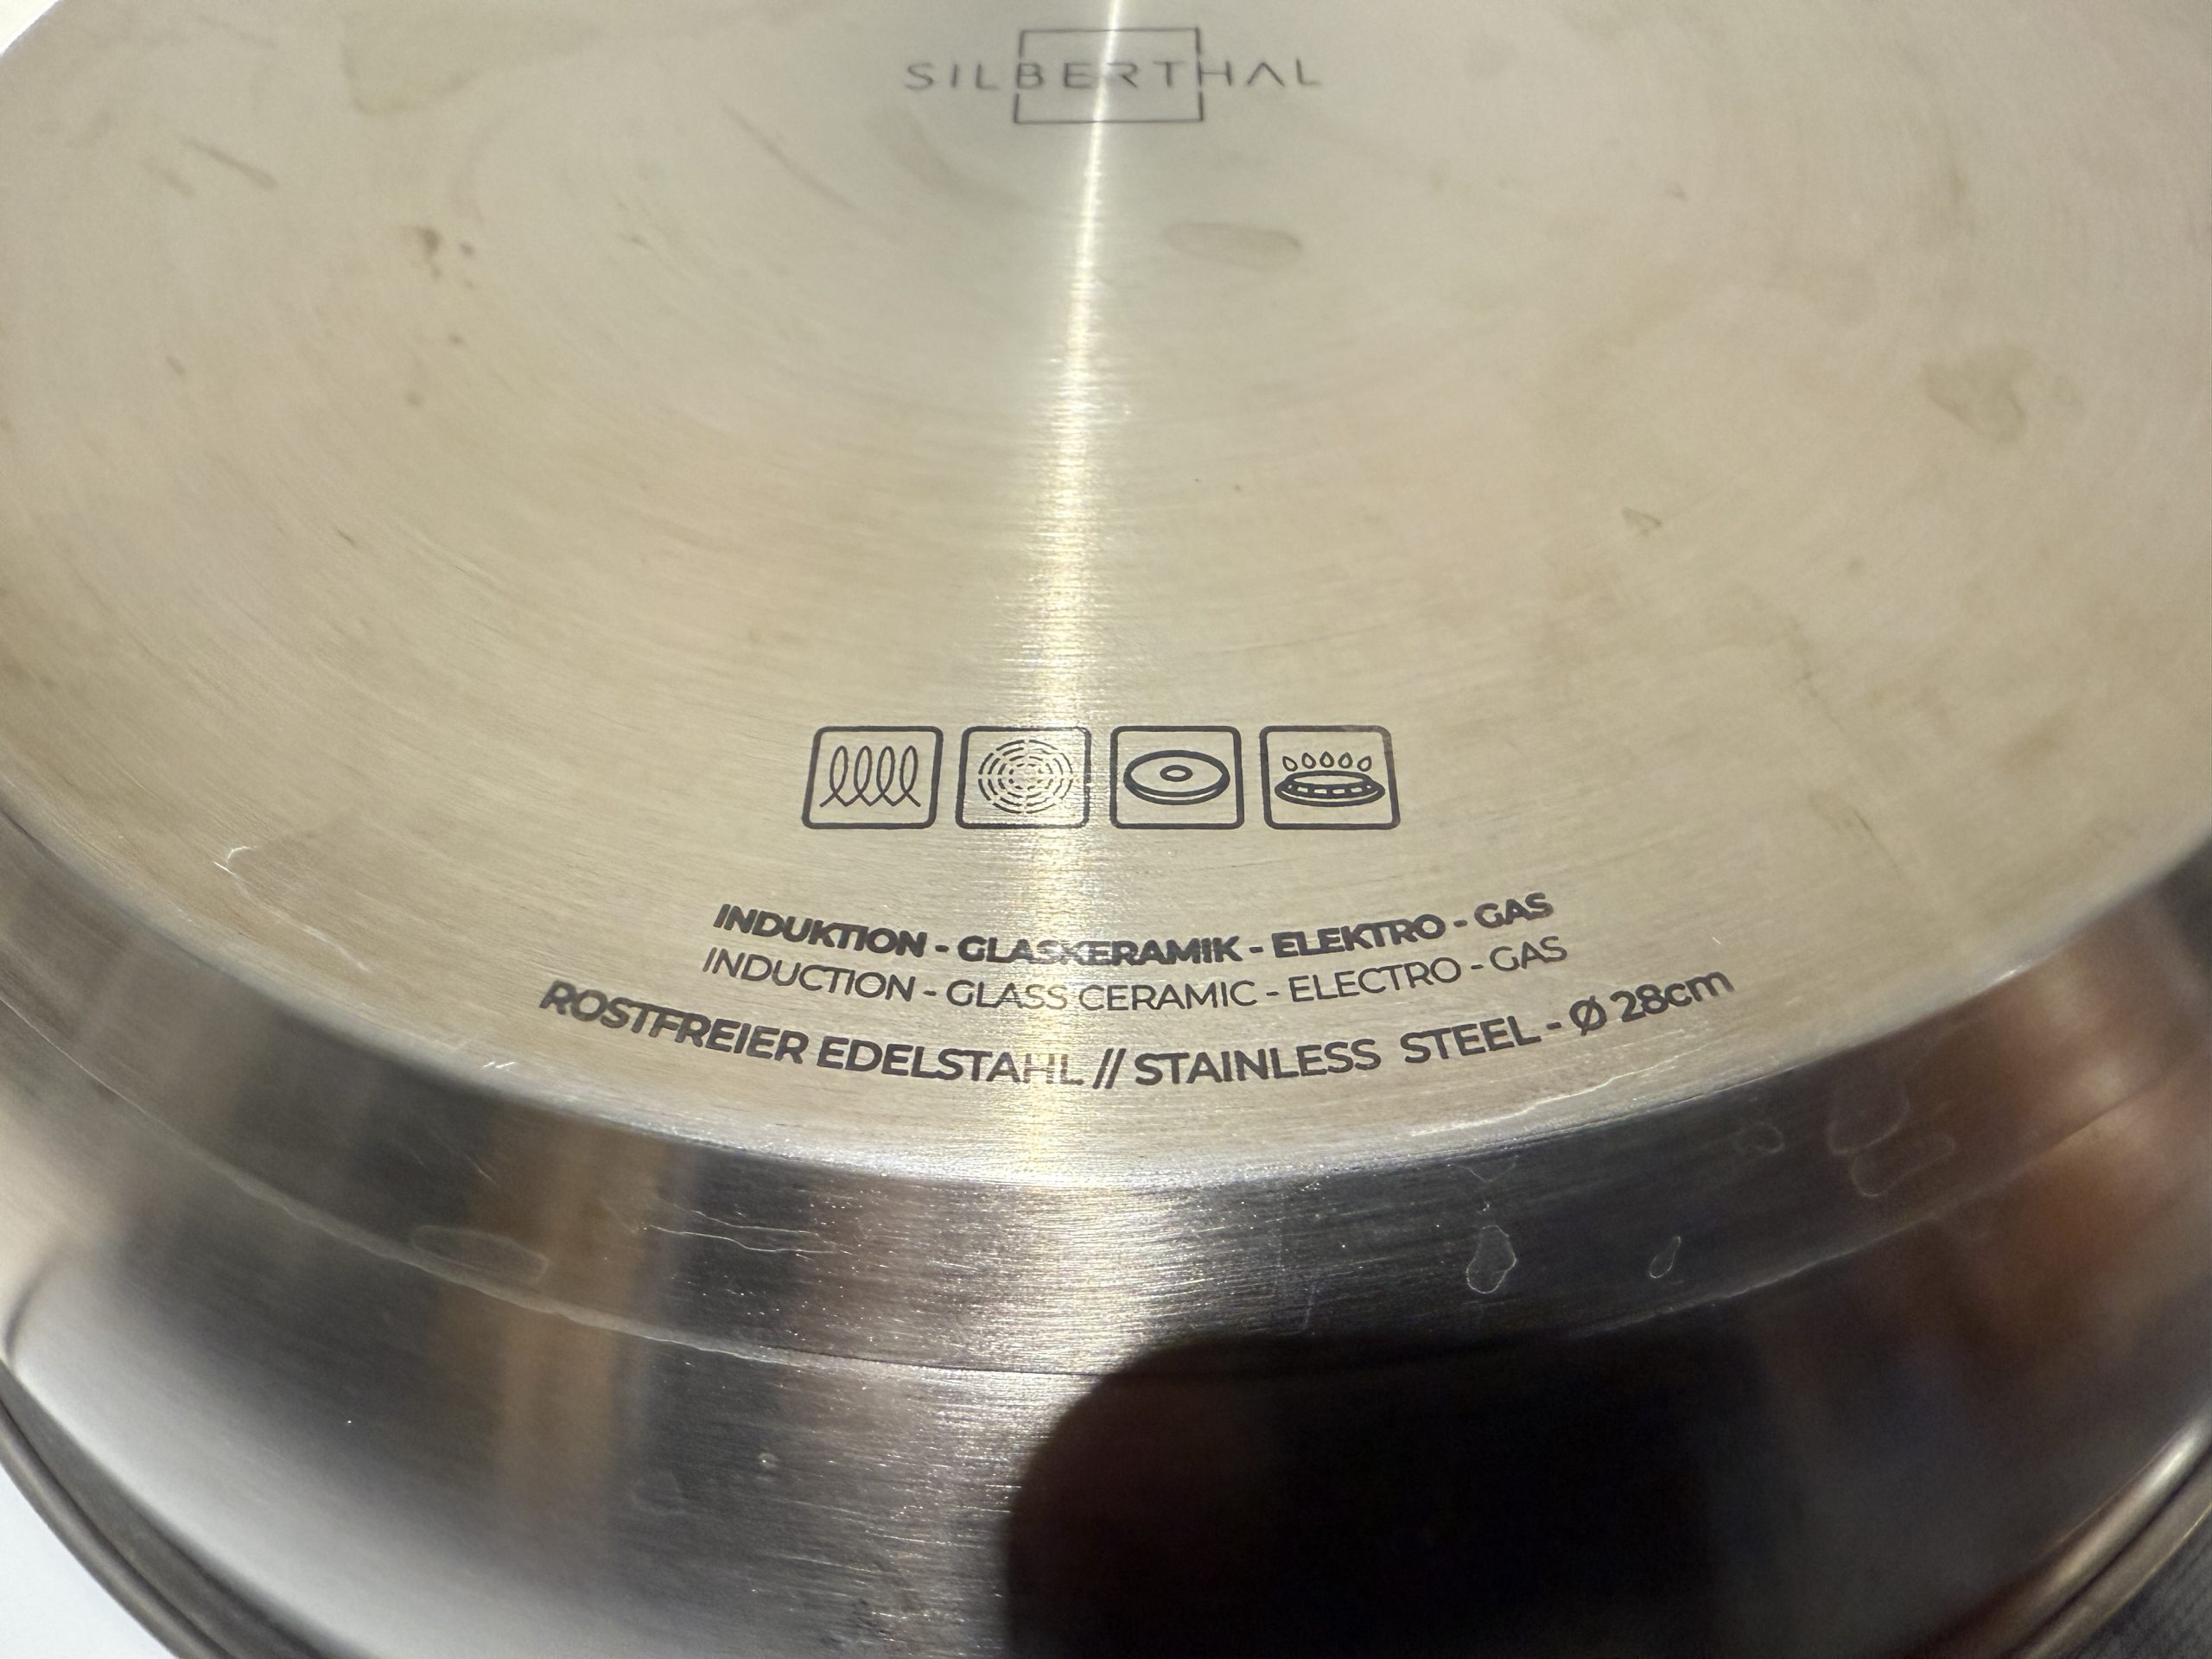 SILBERTHAL
INDUKTION - GLASKERAMIK - ELEKTRO - GAS
INDUCTION - GLASS CERAMIC - ELECTRO - GAS
ROSTFREIER EDELSTAHL // STAINLESS STEEL - Ø 28cm